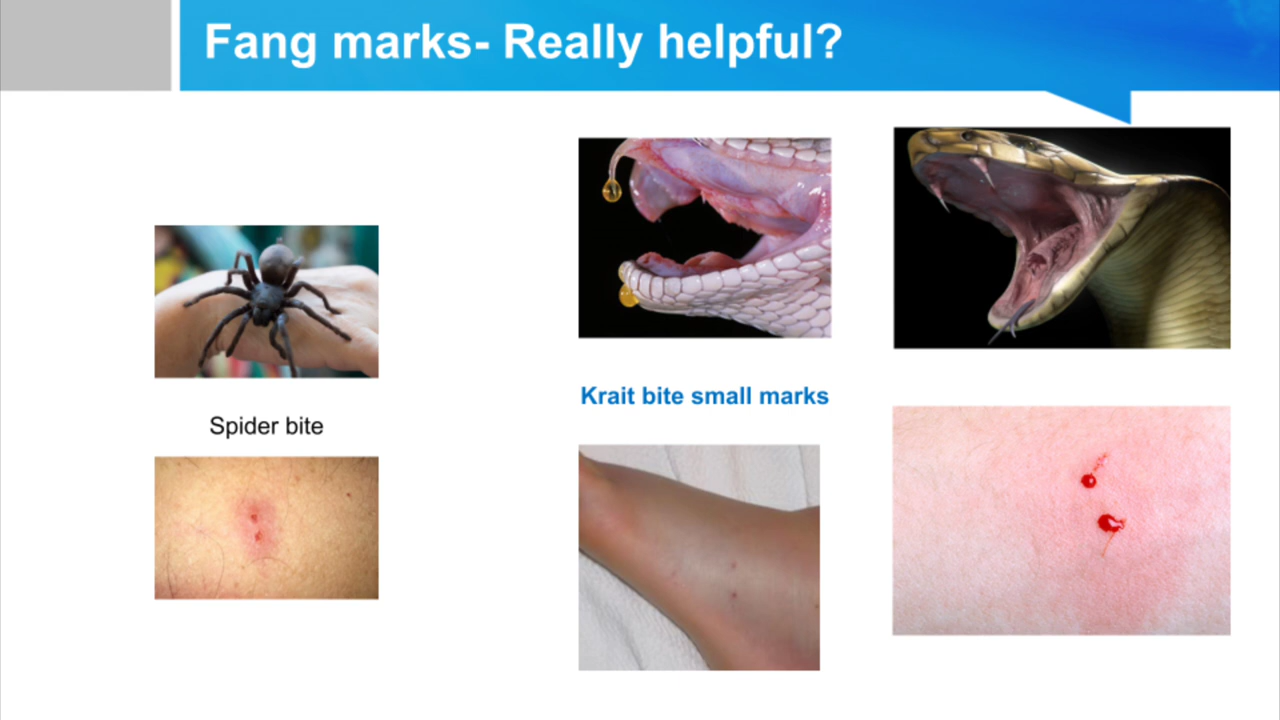 Fang marks- Really helpful?
Krait bite small marks
Spider bite